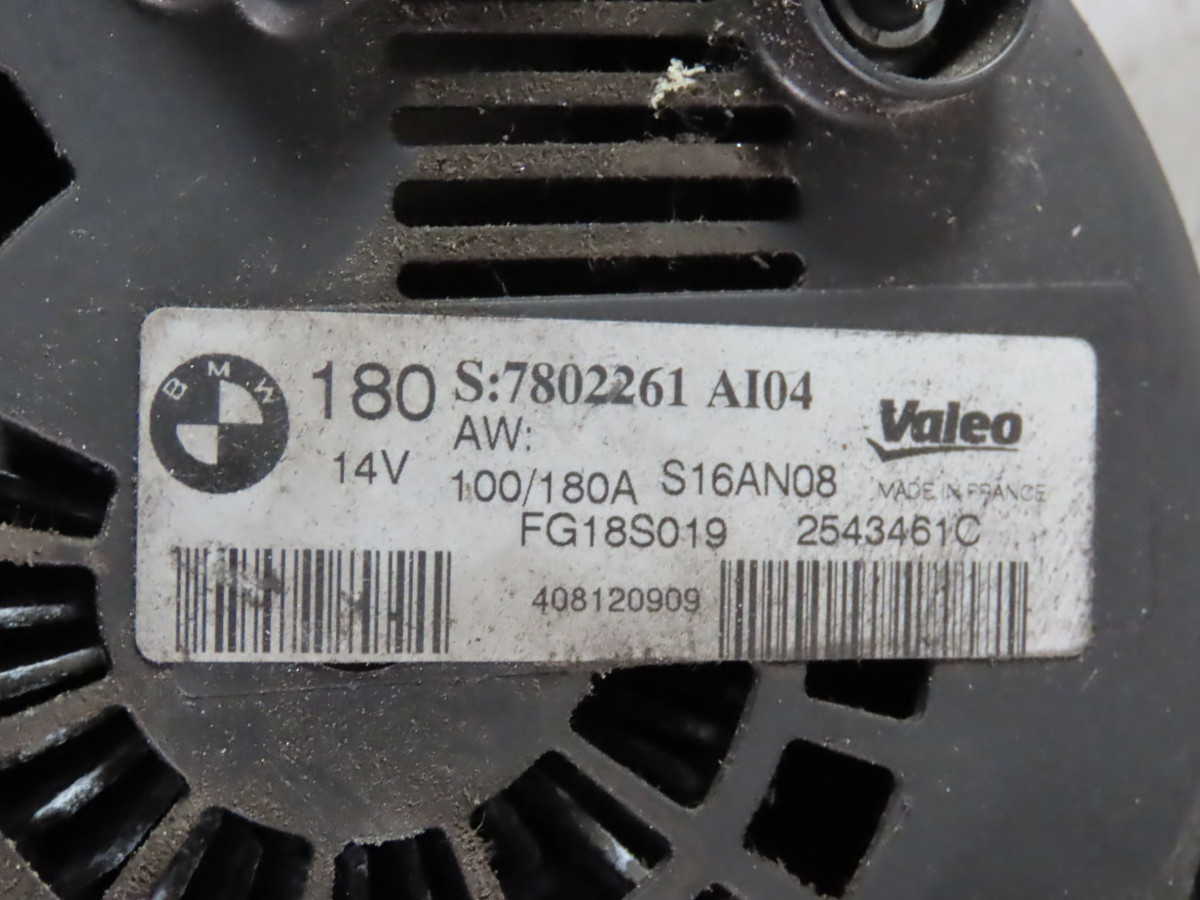 BMW 180 S:7802261 AI04 Valeo
AW:
14V 100/180A S16AN08 MADE IN FRANCE
FG18S019 2543461C
408120909